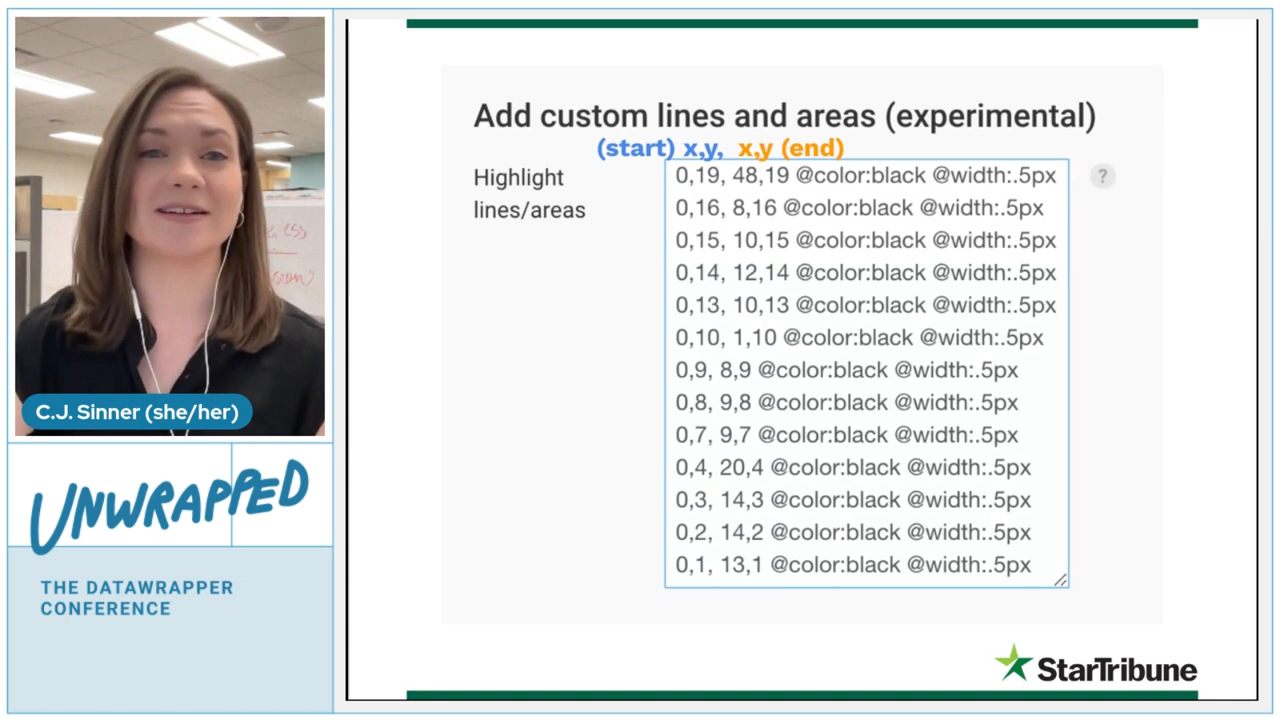 Add custom lines and areas (experimental)
(start) x,y, x,y (end)
Highlight
lines/areas
?
0,19, 48,19 @color:black @width:.5px
0,16, 8,16 @color:black @width:.5px
0,15, 10,15 @color:black @width:.5px
0,14, 12,14 @color:black @width:.5px
0,13, 10,13 @color:black @width:.5px
0,10, 1,10 @color:black @width:.5px
0,9, 8,9 @color:black @width:.5px
0,8, 9,8 @color:black @width:.5px
0,7, 9,7 @color:black @width:.5px
0,4, 20,4 @color:black @width:.5px
0,3, 14,3 @color:black @width:.5px
0,2, 14,2 @color:black @width:.5px
0,1, 13,1 @color:black @width:.5px
StarTribune
C.J. Sinner (she/her)
UNWRAPPED
THE DATAWRAPPER
CONFERENCE